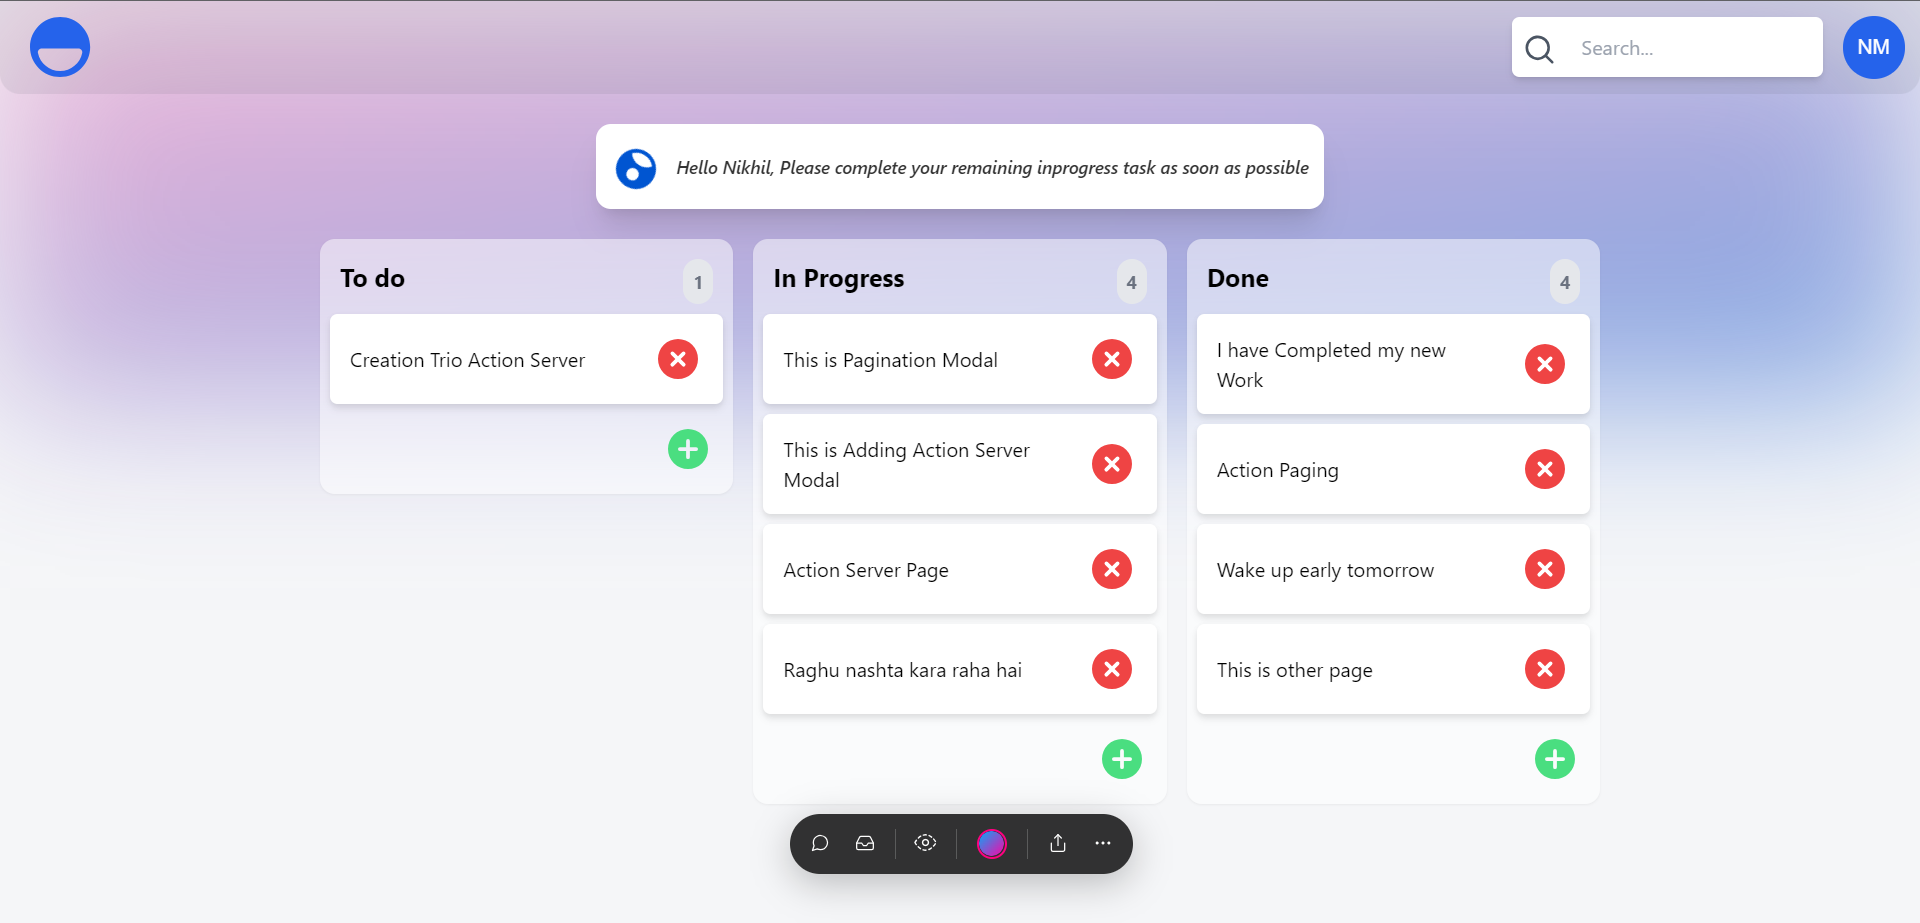 Search...
NM
Hello Nikhil, Please complete your remaining inprogress task as soon as possible
To do
1
Creation Trio Action Server
In Progress
4
This is Pagination Modal
This is Adding Action Server
Modal
Action Server Page
Raghu nashta kara raha hai
Done
4
I have Completed my new
Work
Action Paging
Wake up early tomorrow
This is other page